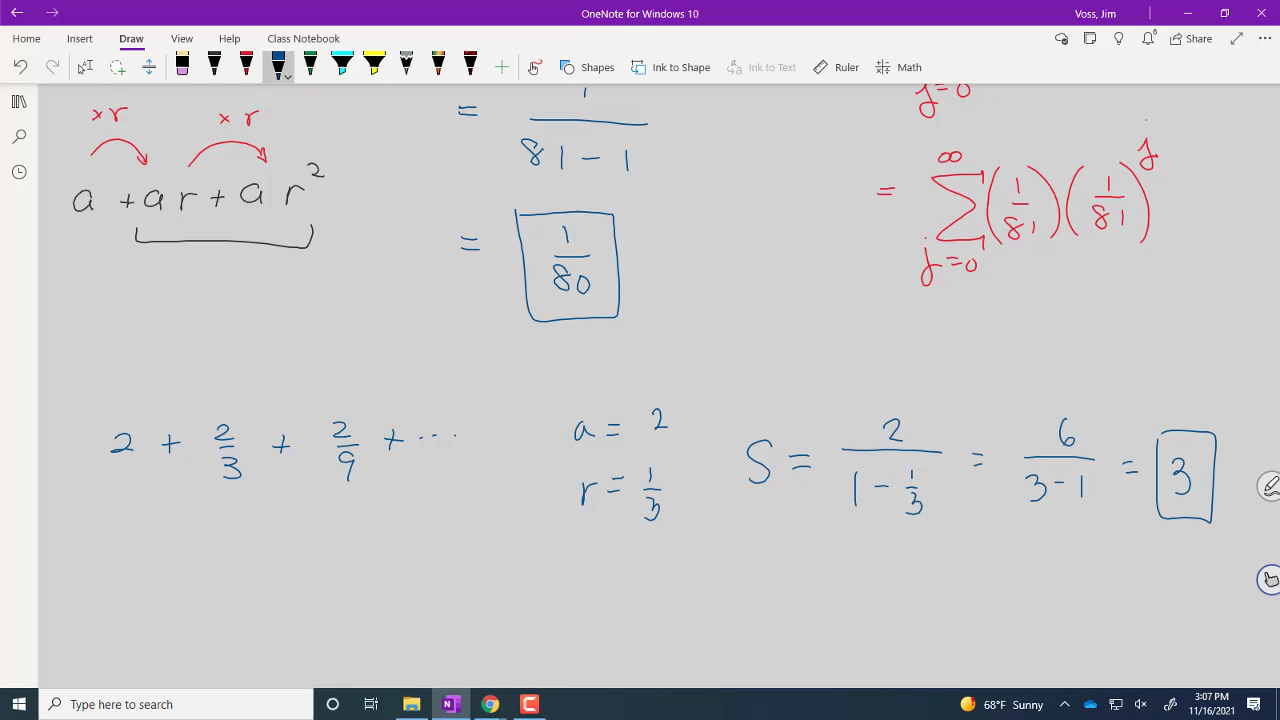 OneNote for Windows 10
Voss, Jim
Home Insert Draw View Help Class Notebook
Share
Shapes Ink to Shape Ink to Text Ruler Math
×r × r
a + ar + ar²
= 1/(81 - 1)
= 1/80
j=0
= ∑ (1/81)(1/81)^j
∞
j=0
2 + 2/3 + 2/9 + ...
a = 2
r = 1/3
S = 2/(1 - 1/3) = 6/(3-1) = 3
Type here to search
68°F Sunny
3:07 PM
11/16/2021